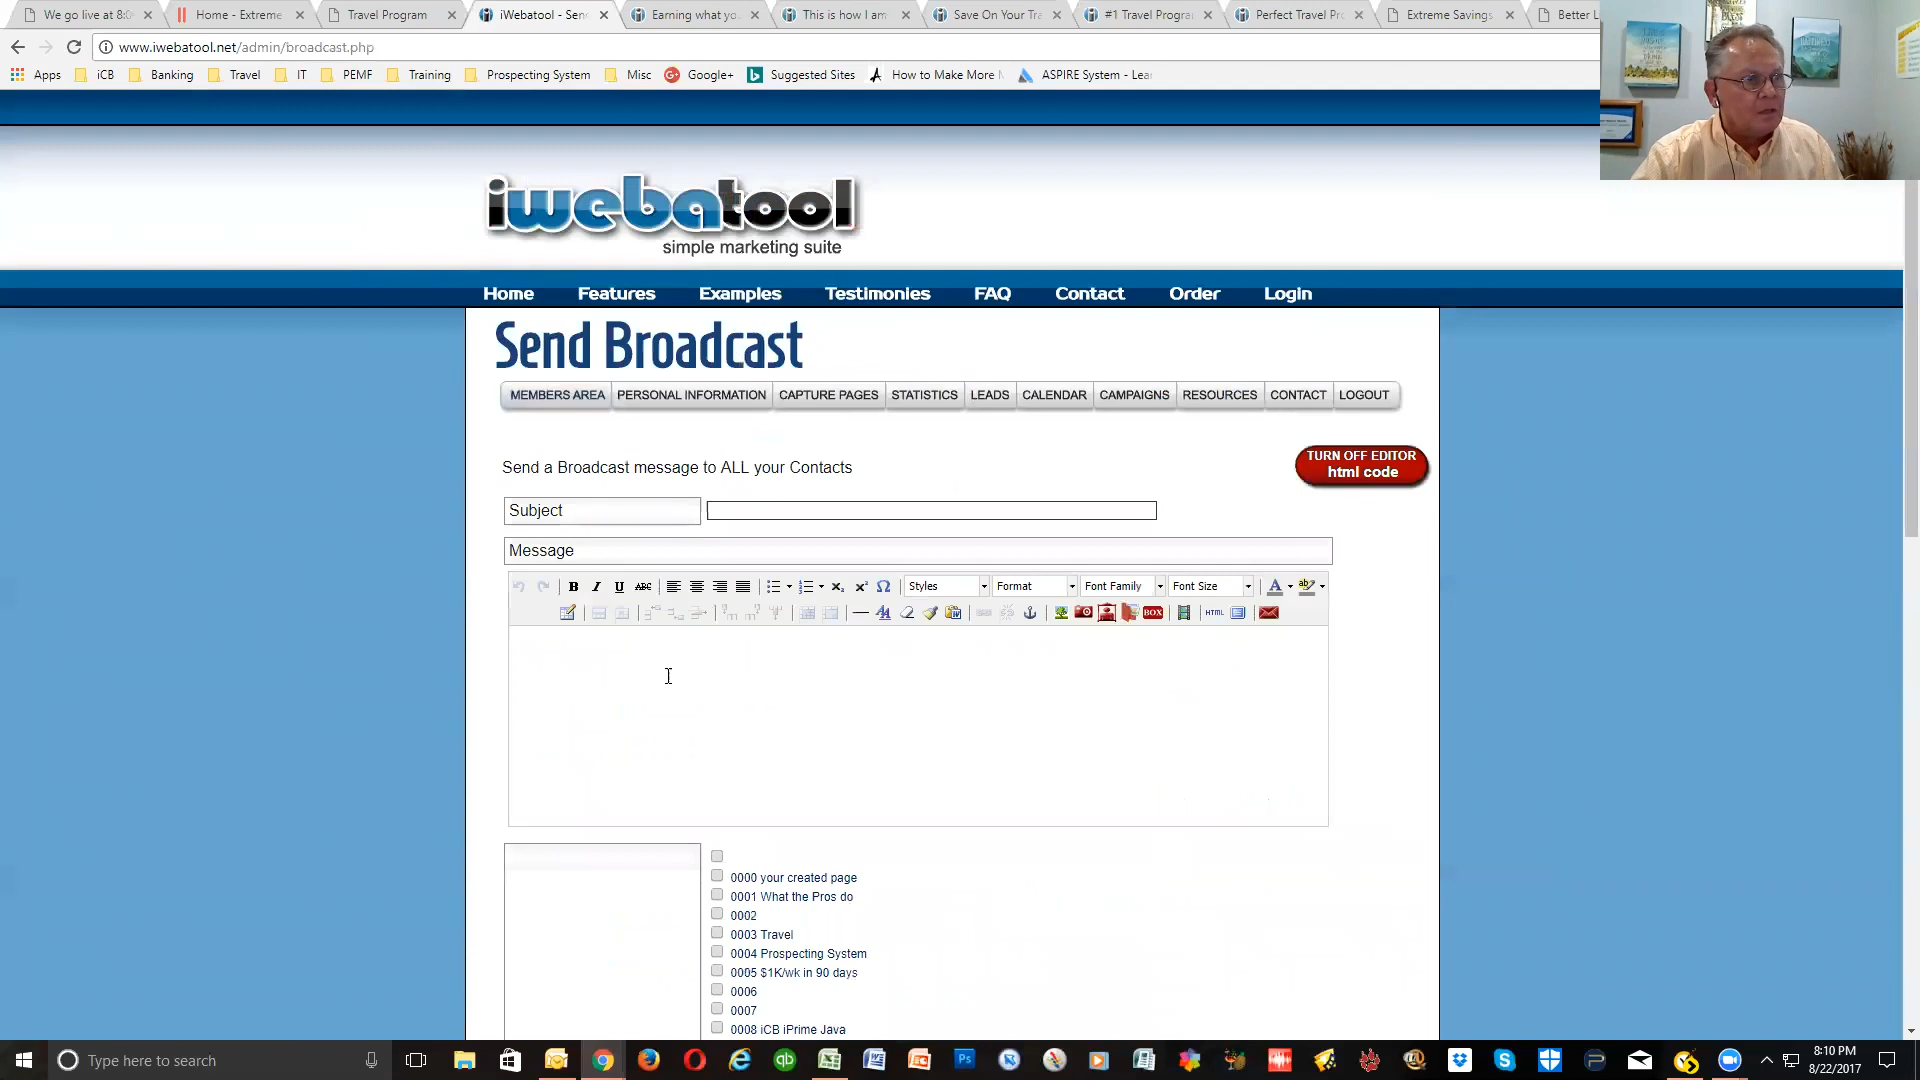 We go live at 8:0
Home - Extreme
Travel Program
iWebatool - Sen
Earning what yo
This is how I am
Save On Your Tra
#1 Travel Progra
Perfect Travel Pr
Extreme Savings
Better L
www.iwebatool.net/admin/broadcast.php
Apps iCB Banking Travel IT PEMF Training Prospecting System Misc Google+ Suggested Sites How to Make More ASPIRE System - Lea
iwebatool
simple marketing suite
Home Features Examples Testimonies FAQ Contact Order Login
Send Broadcast
MEMBERS AREA PERSONAL INFORMATION CAPTURE PAGES STATISTICS LEADS CALENDAR CAMPAIGNS RESOURCES CONTACT LOGOUT
Send a Broadcast message to ALL your Contacts
TURN OFF EDITOR
html code
Subject
Message
B I U ABC Styles Format Font Family Font Size
HTML BOX
0000 your created page
0001 What the Pros do
0002
0003 Travel
0004 Prospecting System
0005 $1K/wk in 90 days
0006
0007
0008 iCB iPrime Java
Type here to search
8:10 PM
8/22/2017